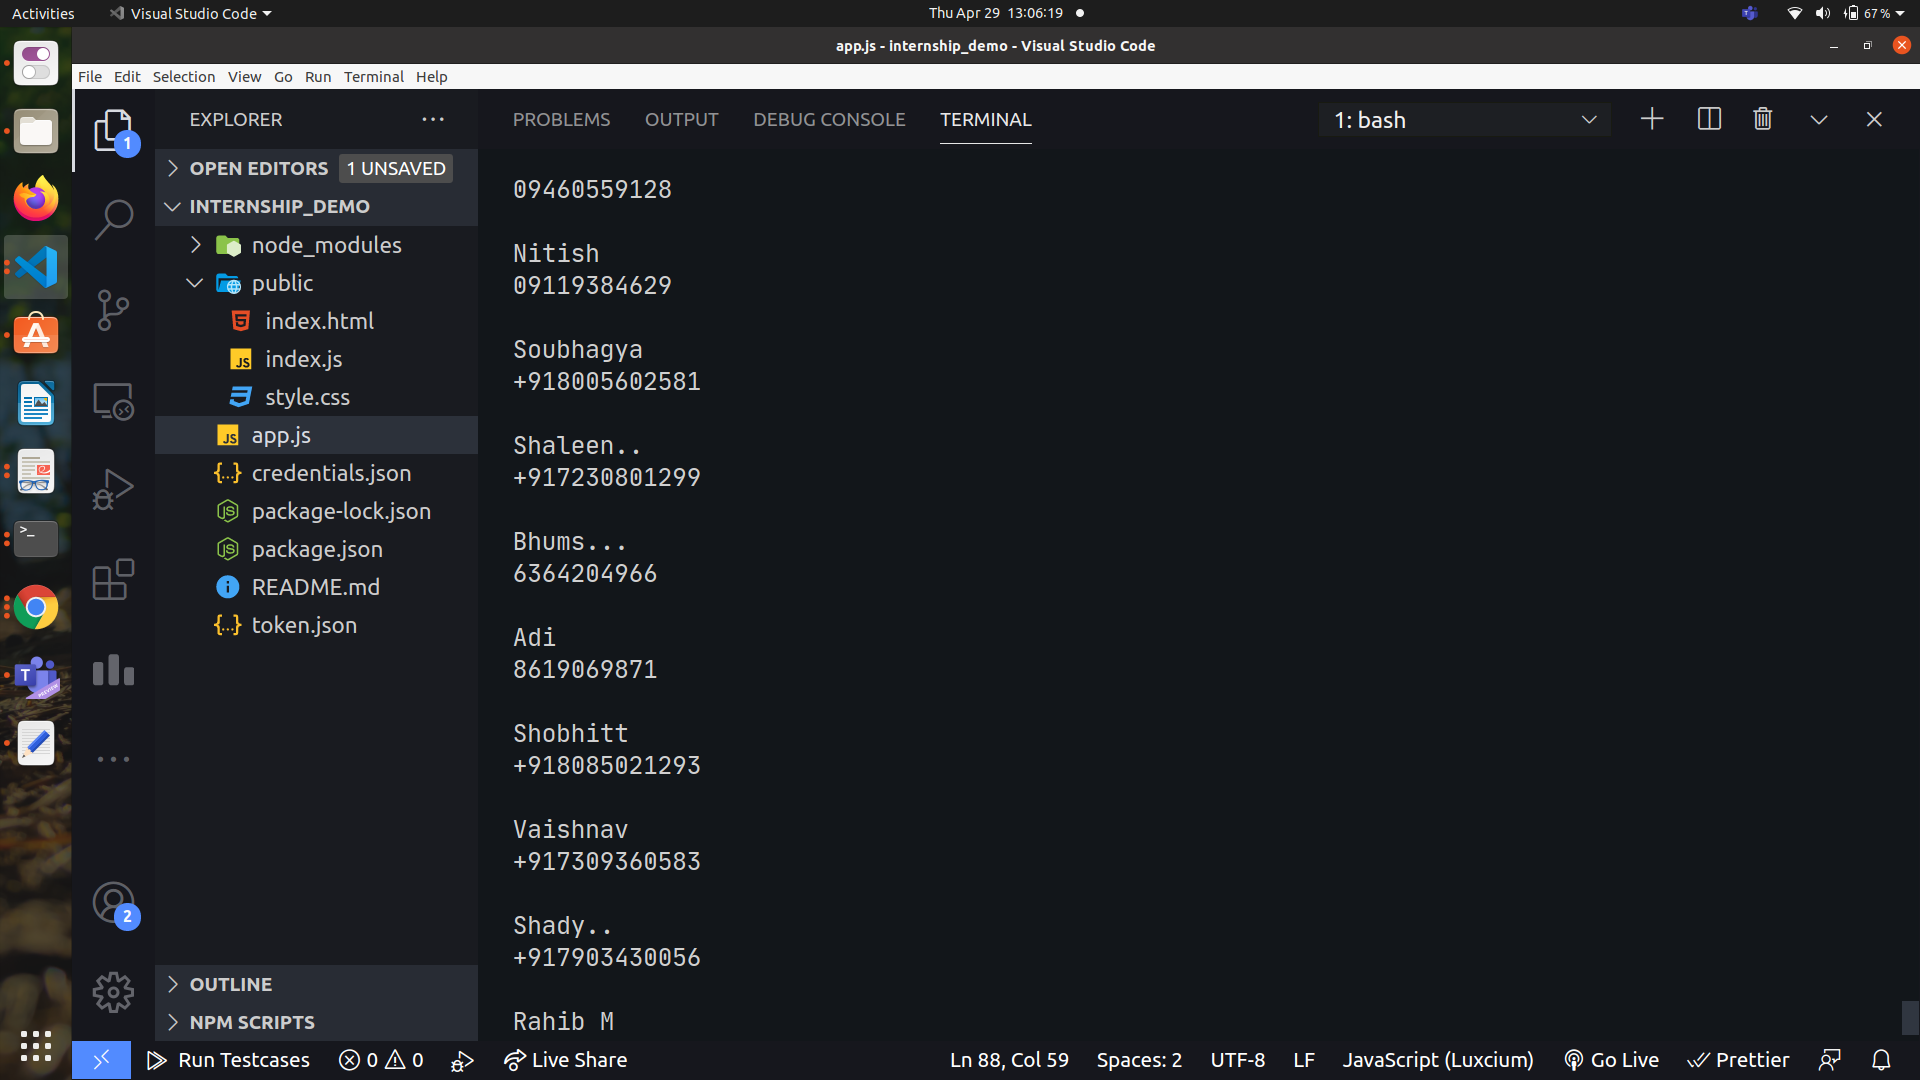 Activities
Visual Studio Code
Thu Apr 29 13:06:19
67 %
app.js - internship_demo - Visual Studio Code
File Edit Selection View Go Run Terminal Help
EXPLORER
PROBLEMS OUTPUT DEBUG CONSOLE TERMINAL
1: bash
1
OPEN EDITORS 1 UNSAVED
INTERNSHIP_DEMO
node_modules
public
index.html
JS index.js
style.css
JS app.js
{...} credentials.json
package-lock.json
package.json
README.md
{...} token.json
09460559128
Nitish
09119384629
Soubhagya
+918005602581
Shaleen..
+917230801299
Bhums...
6364204966
Adi
8619069871
Shobhitt
+918085021293
Vaishnav
+917309360583
Shady..
+917903430056
Rahib M
2
OUTLINE
NPM SCRIPTS
Run Testcases 0 0 Live Share Ln 88, Col 59 Spaces: 2 UTF-8 LF JavaScript (Luxcium) Go Live Prettier